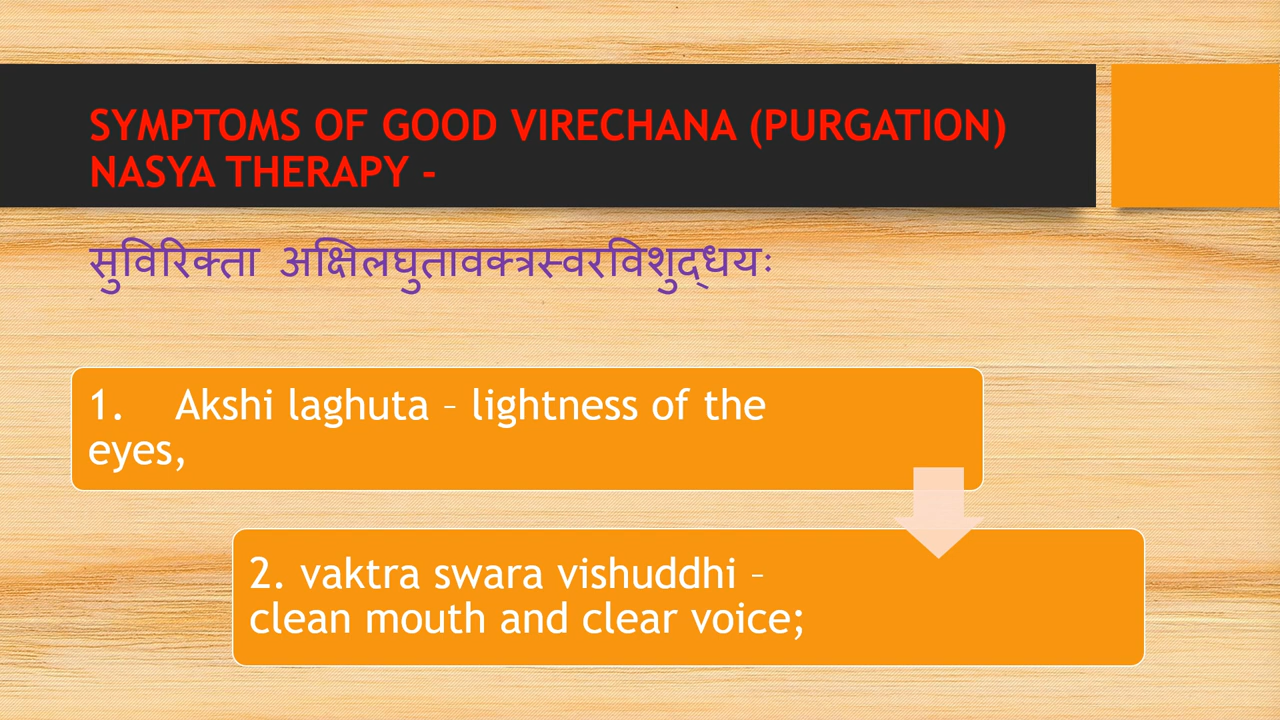 SYMPTOMS OF GOOD VIRECHANA (PURGATION)
NASYA THERAPY -
सुविरिक्ता अक्षिलघुतावक्त्रस्वरविशुद्धयः
1. Akshi laghuta – lightness of the
eyes,
2. vaktra swara vishuddhi –
clean mouth and clear voice;